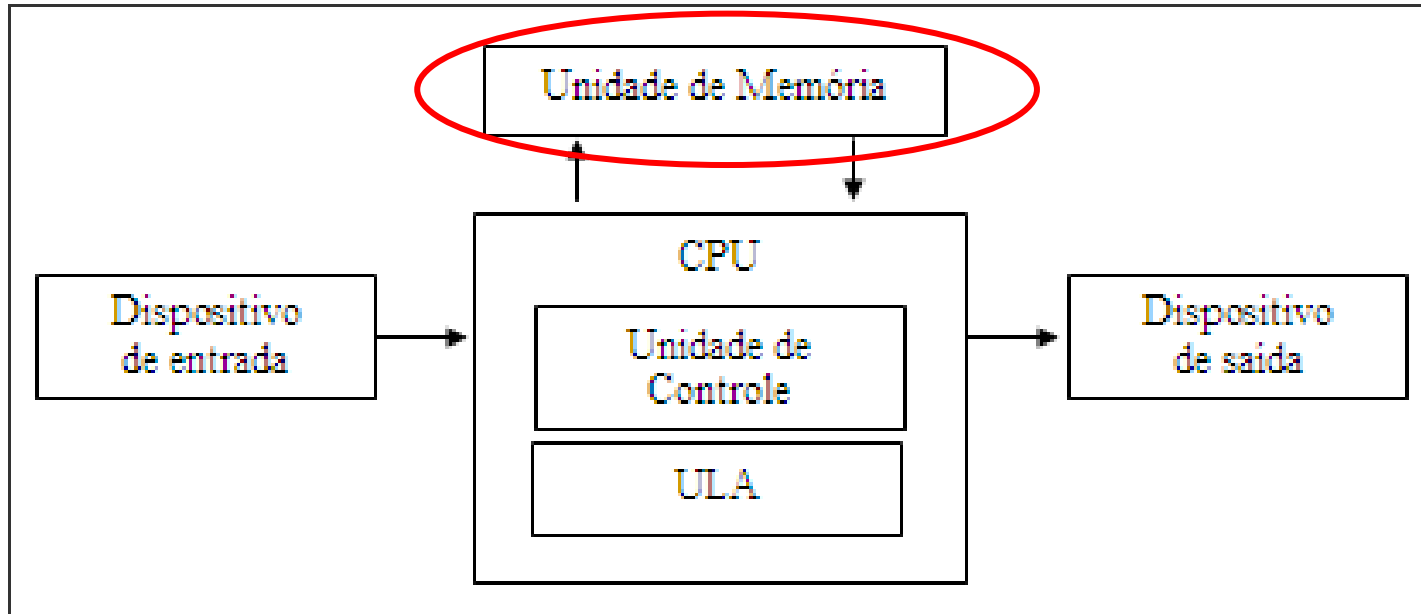 Unidade de Memória
CPU
Dispositivo
de entrada
Unidade de
Controle
ULA
Dispositivo
de saída